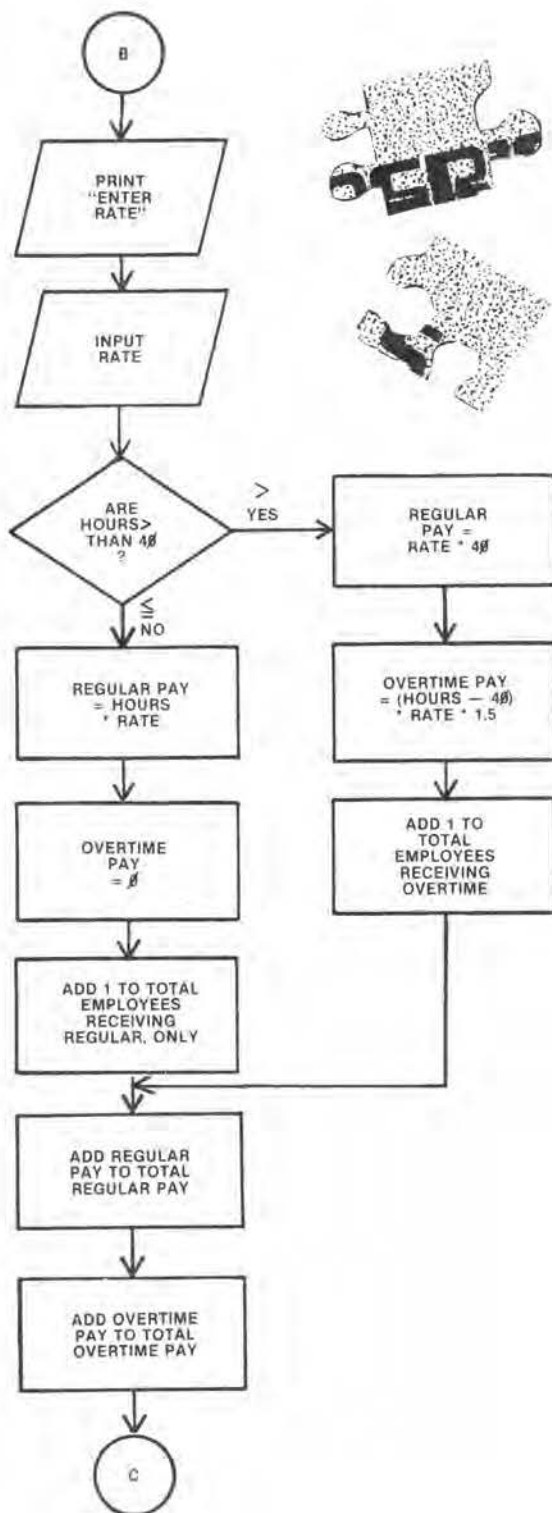 B
PRINT
"ENTER
RATE"
INPUT
RATE
ARE
HOURS>
THAN 4Ø
?
>
YES
≦
NO
REGULAR
PAY =
RATE * 4Ø
OVERTIME PAY
= (HOURS — 4Ø)
* RATE * 1.5
ADD 1 TO
TOTAL
EMPLOYEES
RECEIVING
OVERTIME
REGULAR PAY
= HOURS
* RATE
OVERTIME
PAY
= Ø
ADD 1 TO TOTAL
EMPLOYEES
RECEIVING
REGULAR, ONLY
ADD REGULAR
PAY TO TOTAL
REGULAR PAY
ADD OVERTIME
PAY TO TOTAL
OVERTIME PAY
C